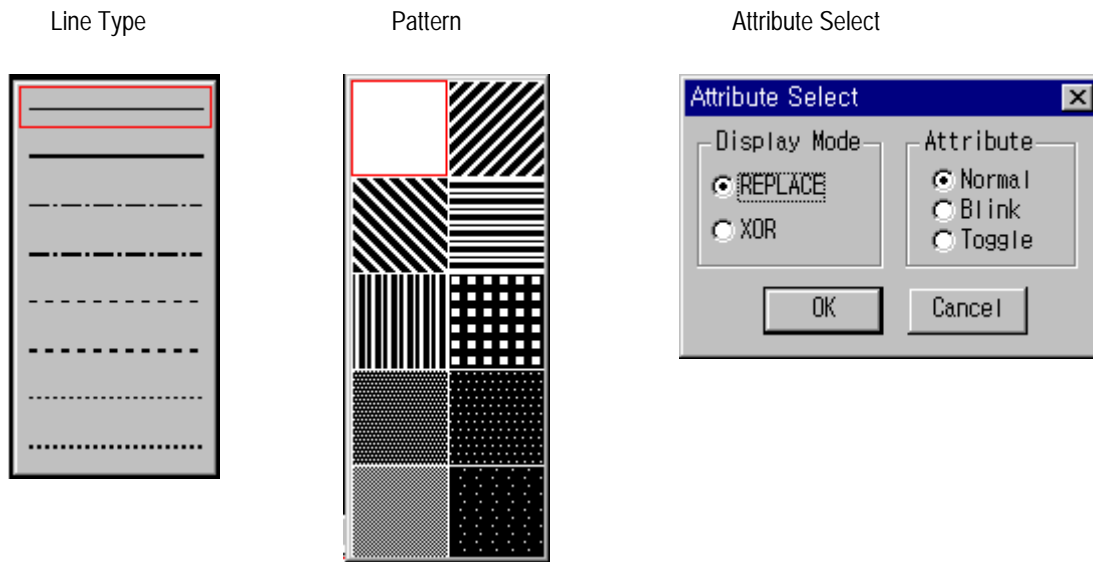 Line Type
Pattern
Attribute Select
Attribute Select
Display Mode
REPLACE
XOR
Attribute
Normal
Blink
Toggle
OK
Cancel